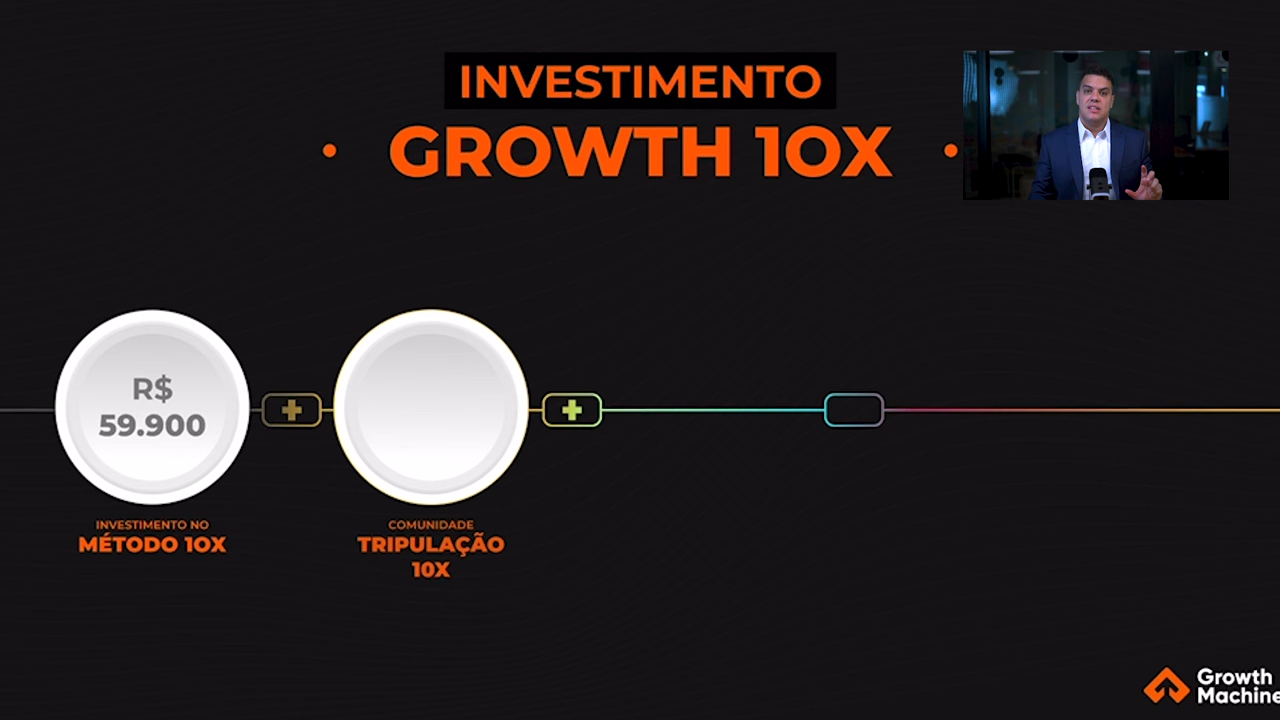 INVESTIMENTO
GROWTH 10X
R$
59.900
INVESTIMENTO NO
MÉTODO 10X
COMUNIDADE
TRIPULAÇÃO
10X
Growth
Machine